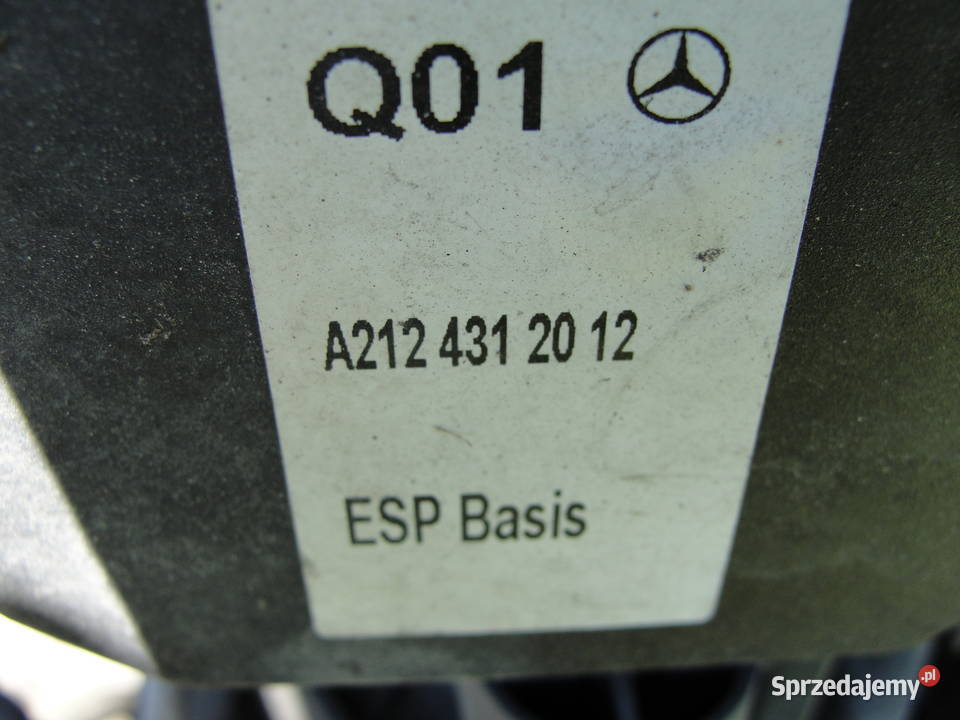 Q01
A212 431 20 12
ESP Basis
Sprzedajemy.pl